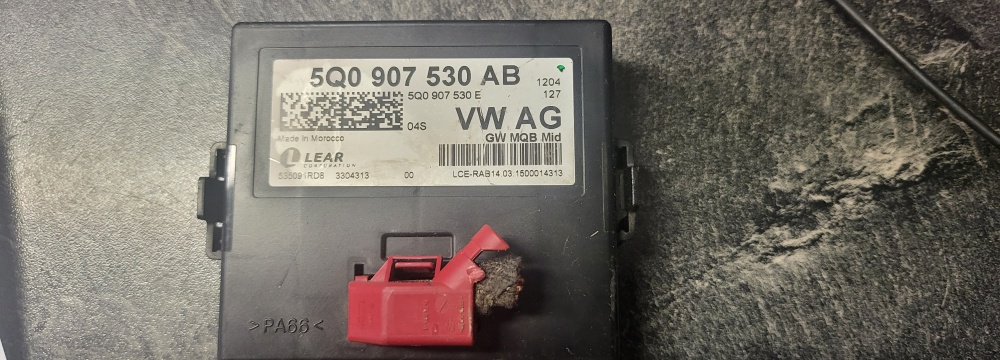 5Q0 907 530 AB
1204
5Q0 907 530 E
127
04S
VW AG
GW MQB Mid
Made in Morocco
LEAR
CORPORATION
3304313
00
LCE-RAB14.03.1500014313
>PA66<